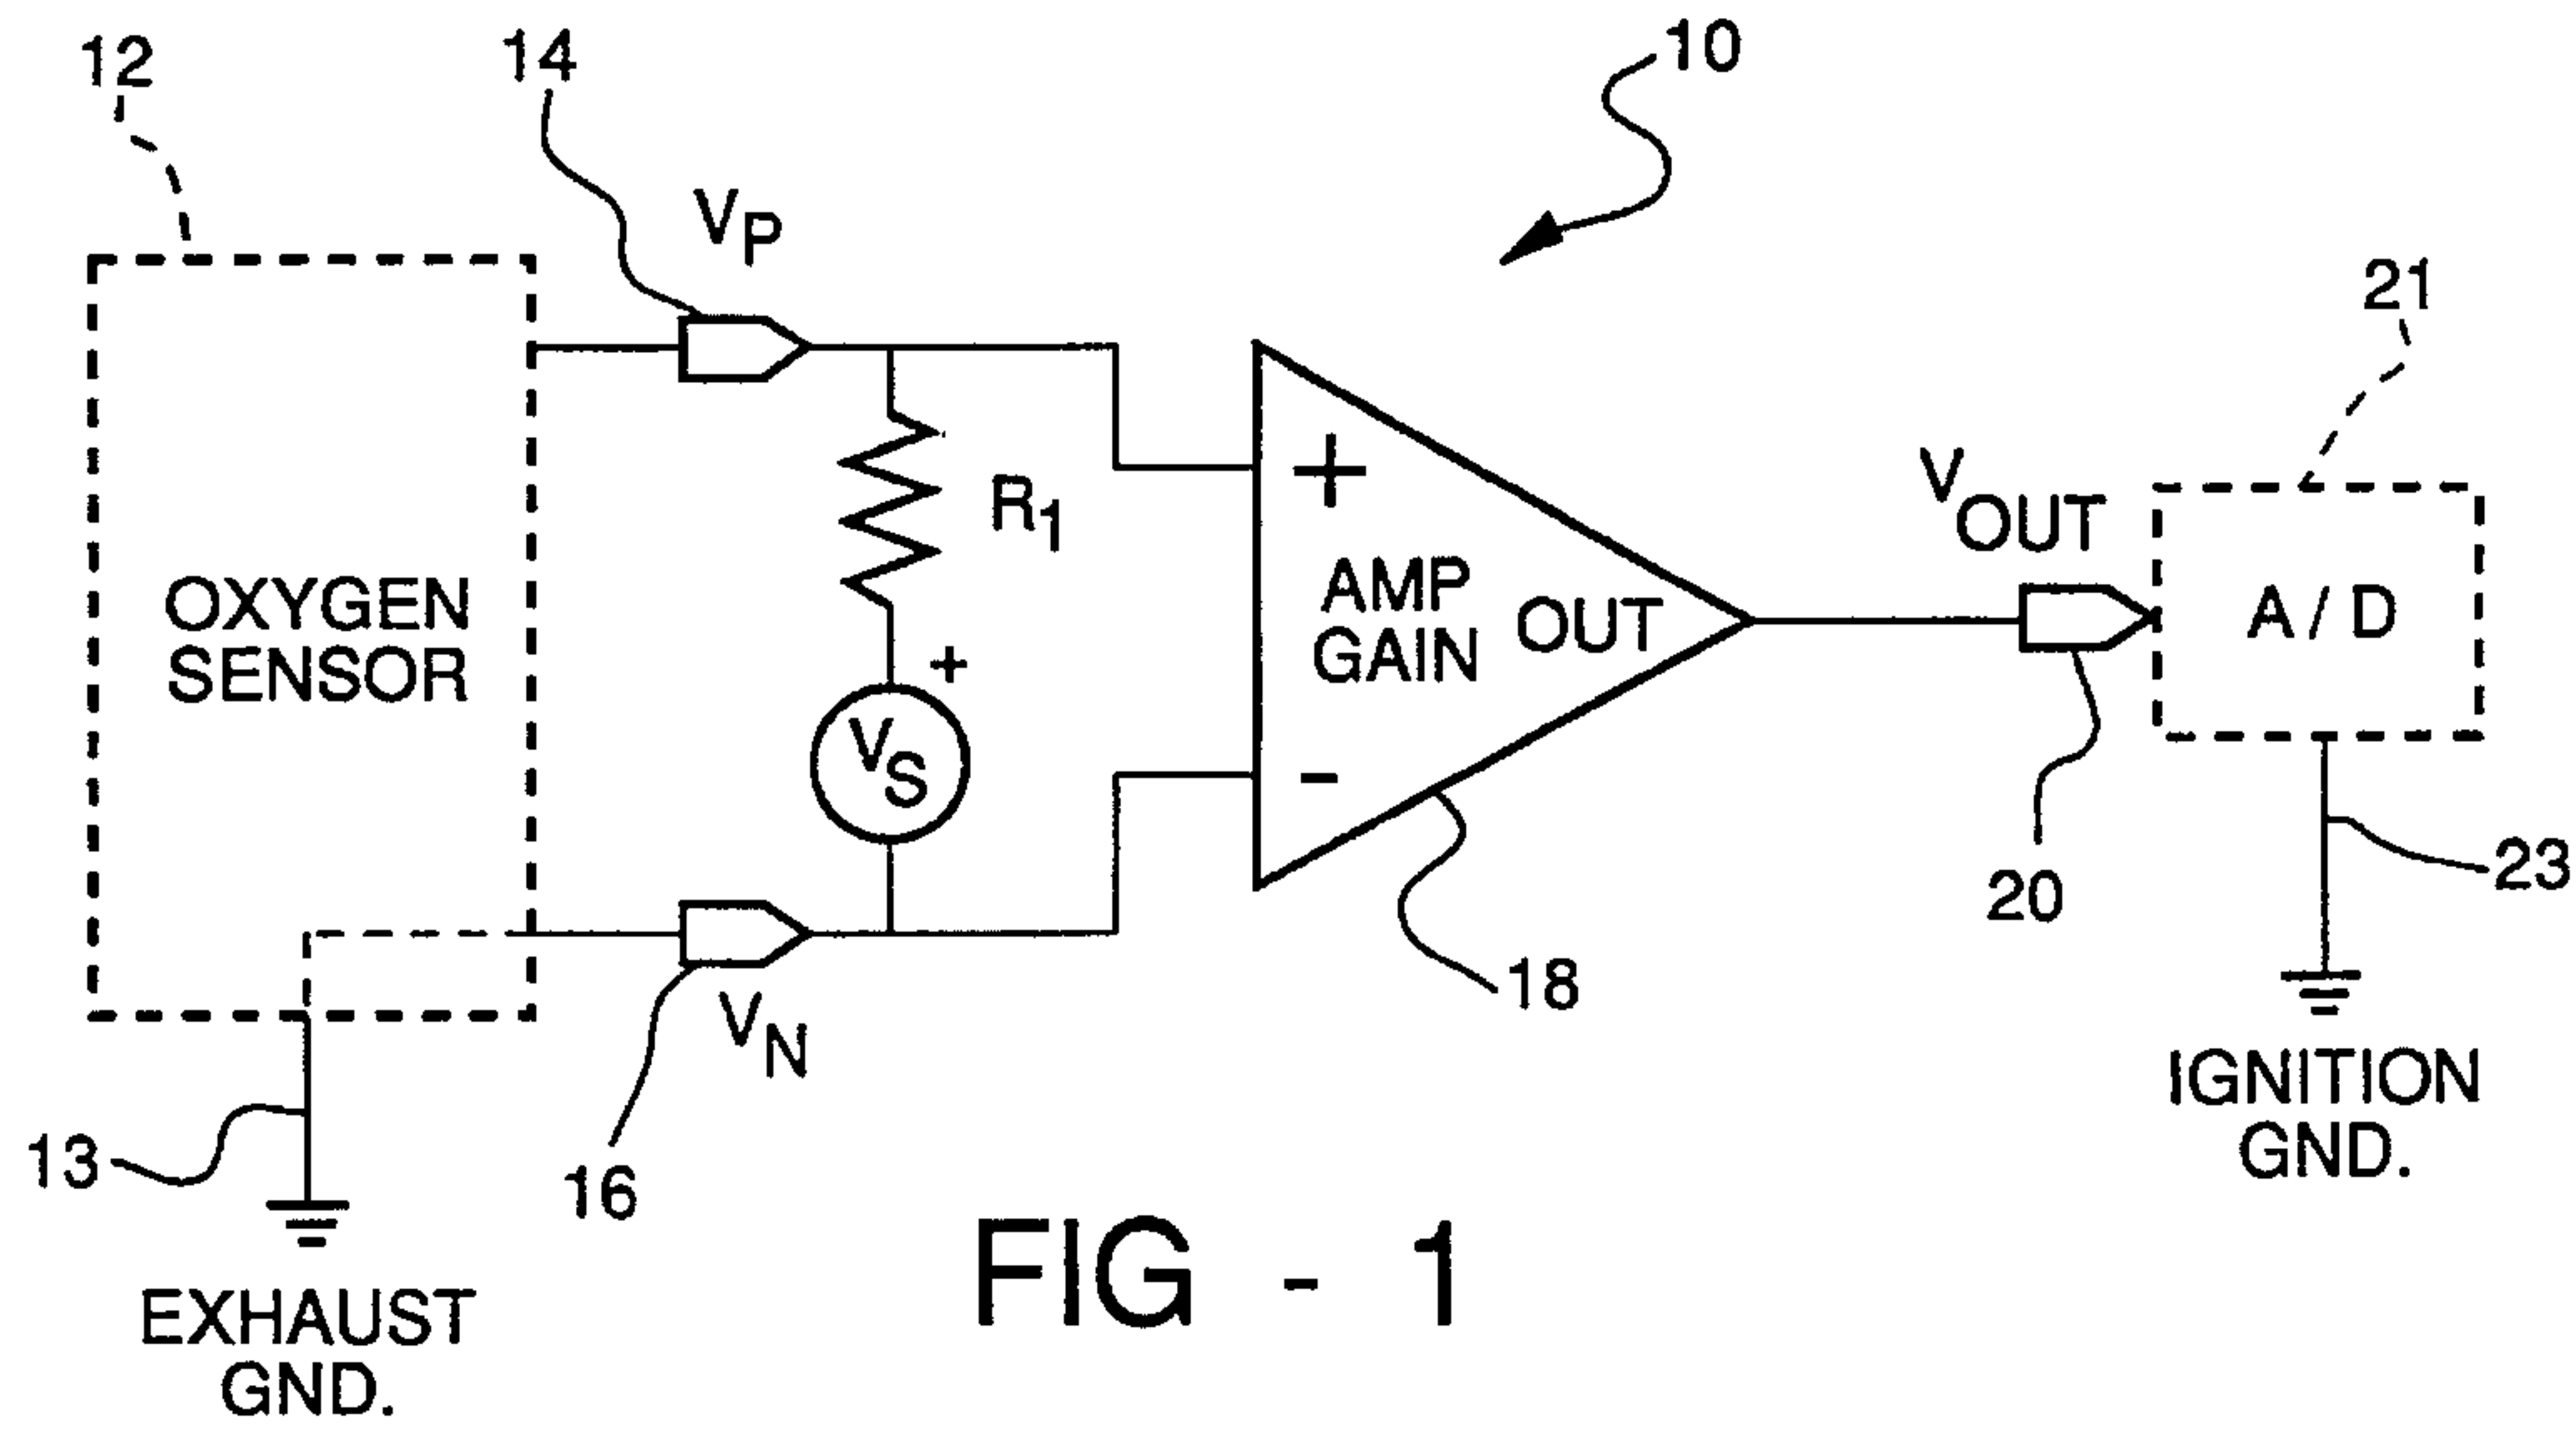 12
14
10
V_P
21
R_1
V_OUT
+
AMP
GAIN
OUT
A / D
OXYGEN
SENSOR
+
V_S
-
20
23
18
16
V_N
13
IGNITION
GND.
EXHAUST
GND.
FIG - 1